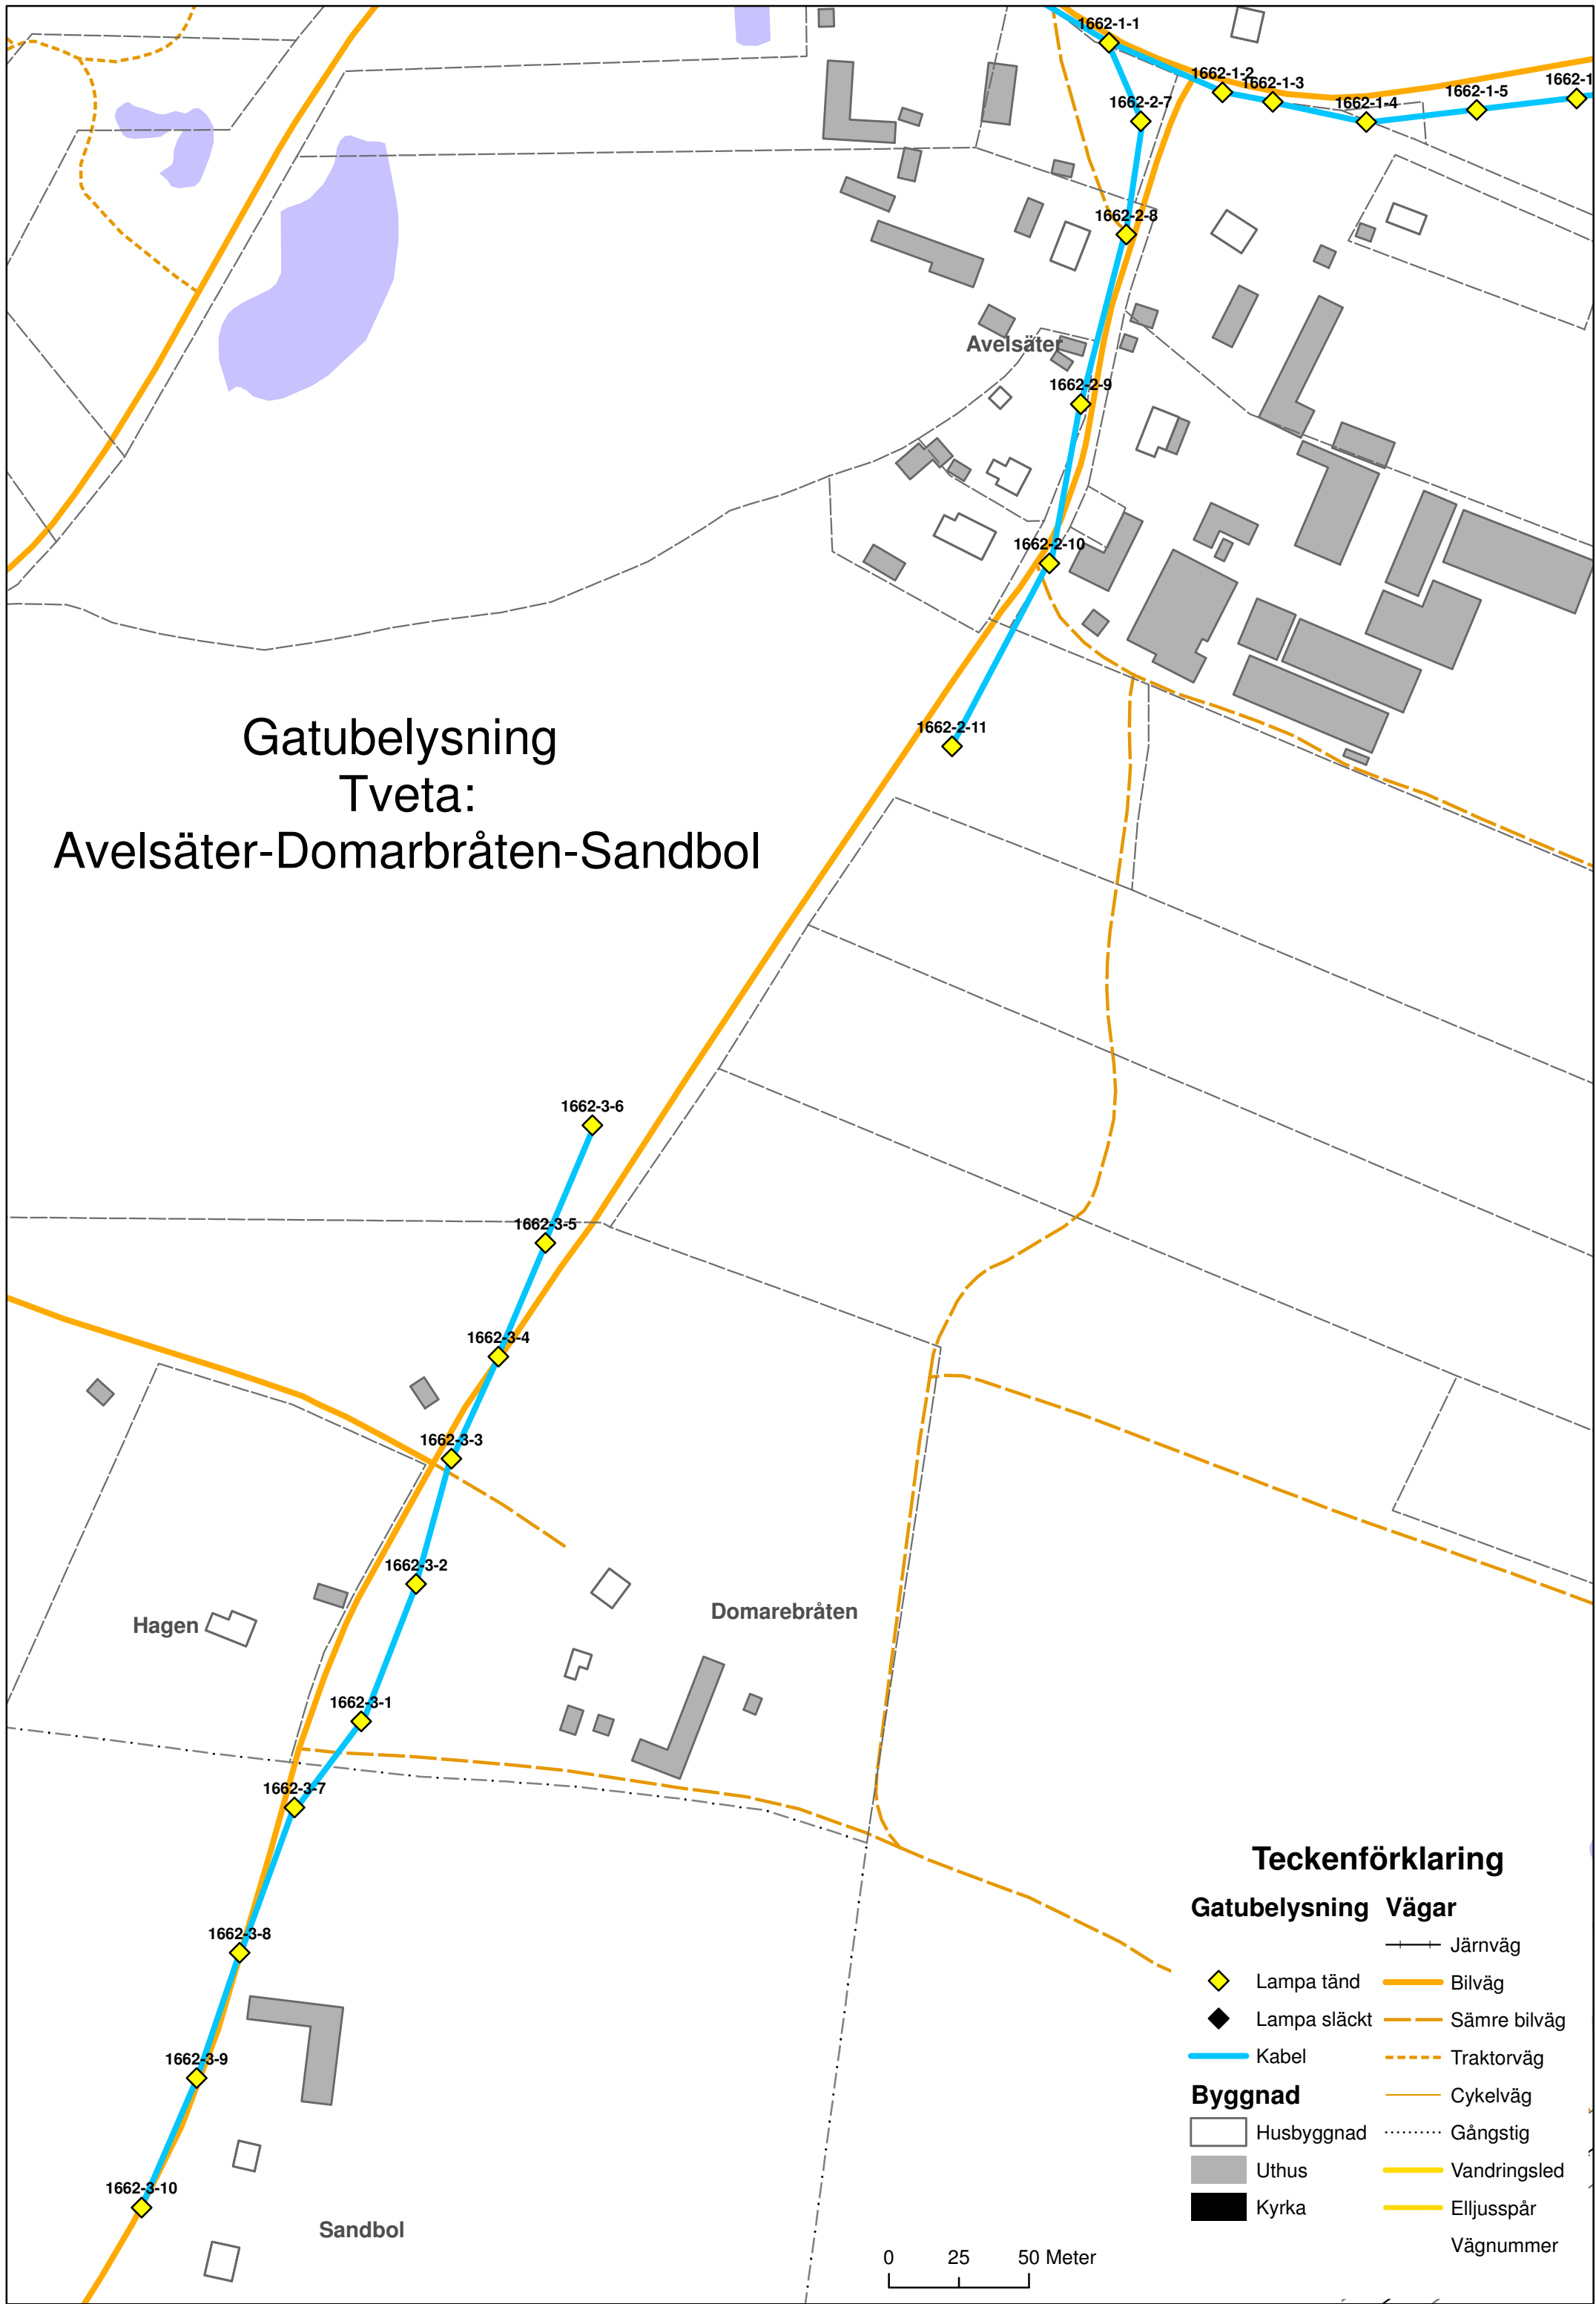 1662-1-1
1662-1-2
1662-1-3
1662-1-4
1662-1-5
1662-1
1662-2-7
1662-2-8
Avelsäter
1662-2-9
1662-2-10
1662-2-11
Gatubelysning
Tveta:
Avelsäter-Domarbråten-Sandbol
1662-3-6
1662-3-5
1662-3-4
1662-3-3
1662-3-2
Hagen
Domarebråten
1662-3-1
1662-3-7
1662-3-8
1662-3-9
1662-3-10
Sandbol
0 25 50 Meter
Teckenförklaring
Gatubelysning
Lampa tänd
Lampa släckt
Kabel
Byggnad
Husbyggnad
Uthus
Kyrka
Vägar
Järnväg
Bilväg
Sämre bilväg
Traktorväg
Cykelväg
Gångstig
Vandringsled
Elljusspår
Vägnummer